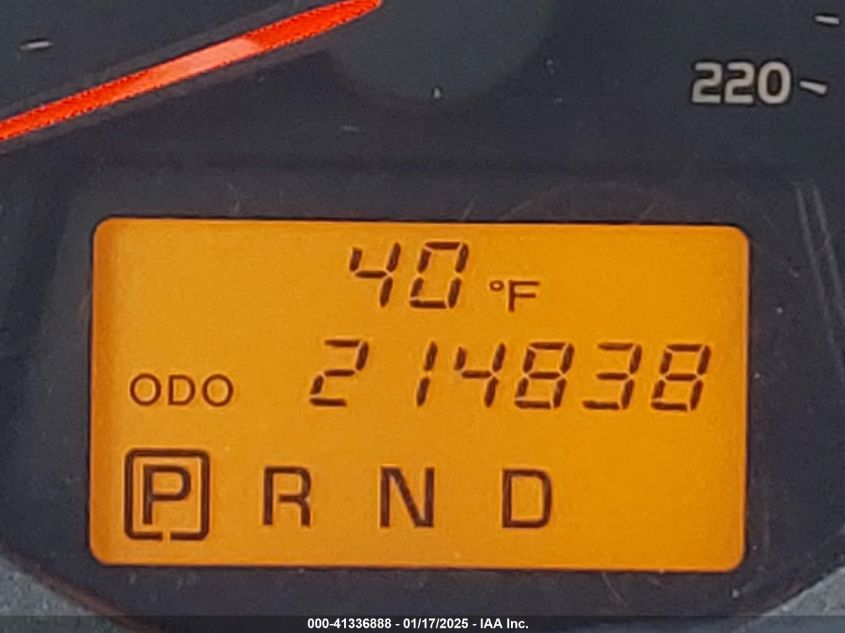 220
40 °F
ODO 214838
P R N D
000-41336888 - 01/17/2025 - IAA Inc.